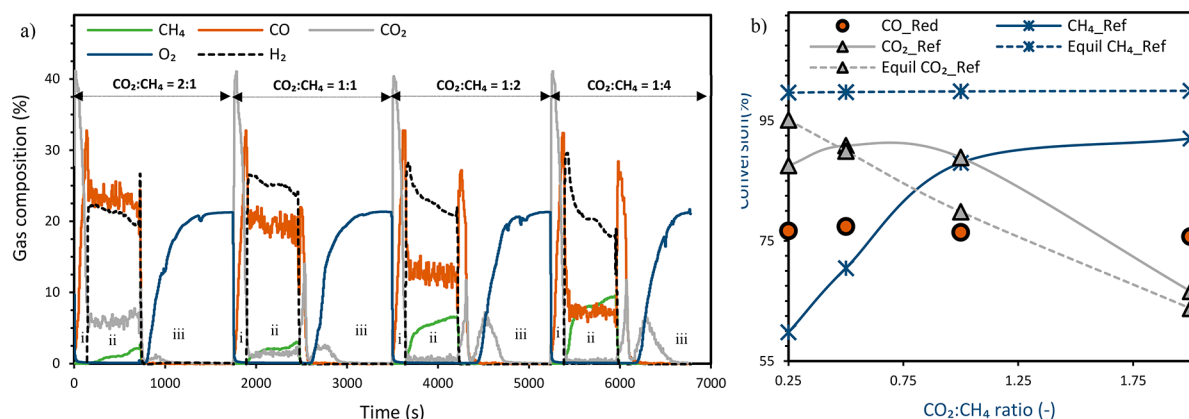 a)
CH₄
CO
CO₂
O₂
H₂
Gas composition (%)
40
30
20
10
0
CO₂:CH₄ = 2:1
CO₂:CH₄ = 1:1
CO₂:CH₄ = 1:2
CO₂:CH₄ = 1:4
i
ii
iii
i
ii
iii
i
ii
iii
i
ii
iii
0
1000
2000
3000
4000
5000
6000
7000
Time (s)
b)
CO_Red
CH₄_Ref
CO₂_Ref
Equil CH₄_Ref
Equil CO₂_Ref
Conversion(%)
95
75
55
0.25
0.75
1.25
1.75
CO₂:CH₄ ratio (-)